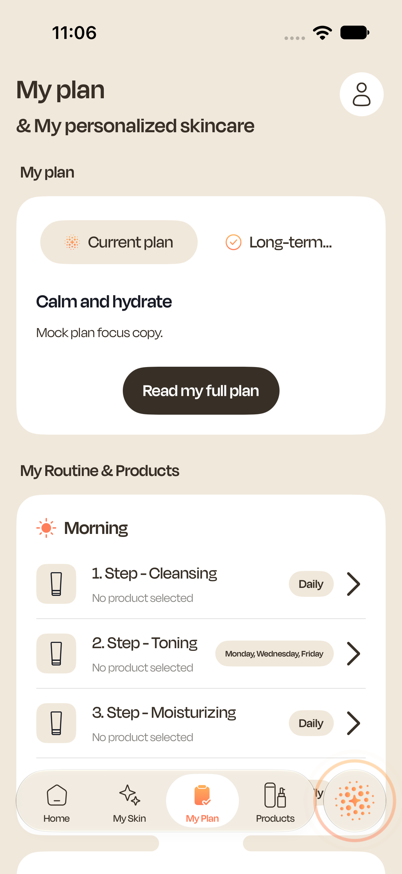 11:06
My plan
& My personalized skincare
My plan
Current plan
Long-term...
Calm and hydrate
Mock plan focus copy.
Read my full plan
My Routine & Products
Morning
1. Step - Cleansing
No product selected
Daily
2. Step - Toning
No product selected
Monday, Wednesday, Friday
3. Step - Moisturizing
No product selected
Daily
Home
My Skin
My Plan
Products